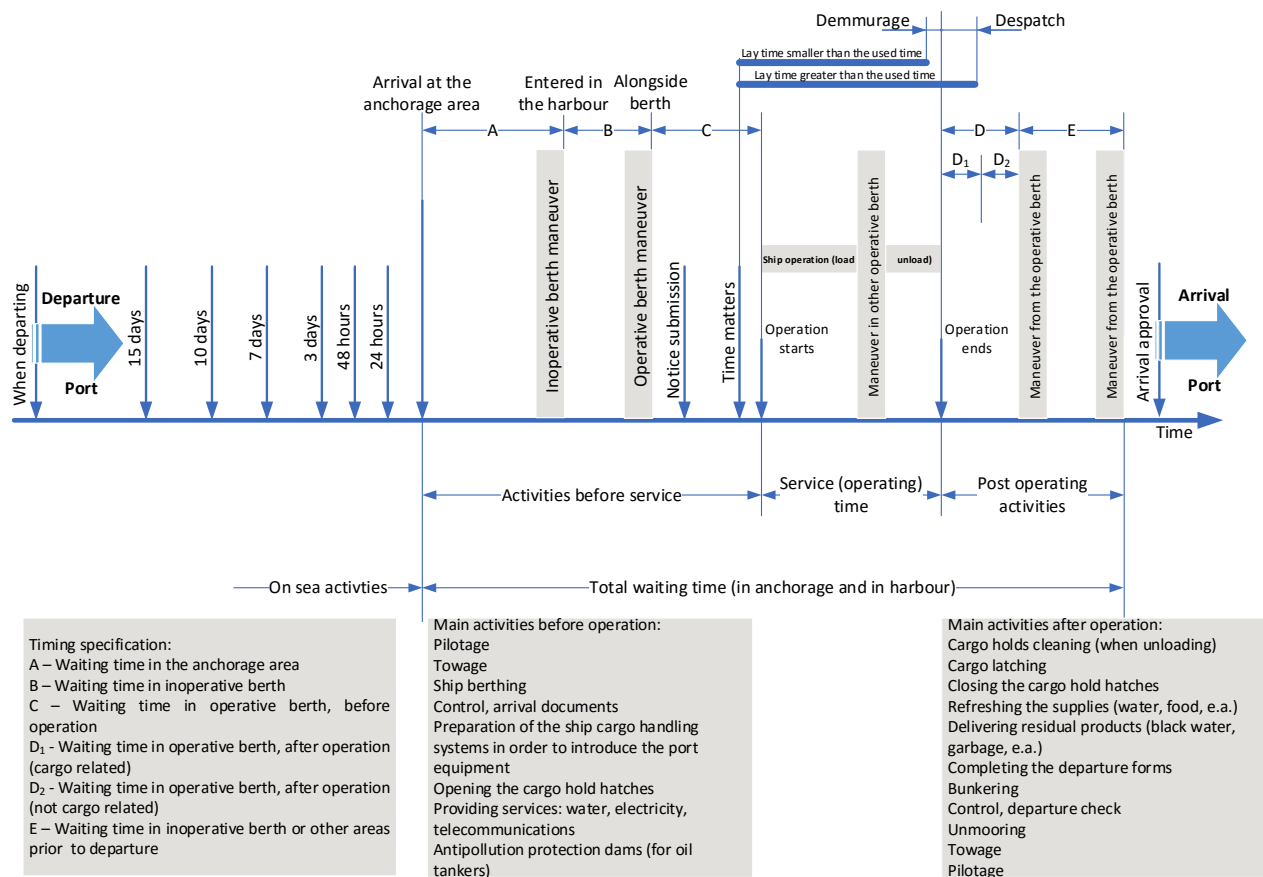 Demmurage
Despatch
Lay time smaller than the used time
Lay time greater than the used time
Arrival at the
anchorage area
Entered in
the harbour
Alongside
berth
A
B
C
D
E
D₁
D₂
When departing
Departure
Port
15 days
10 days
7 days
3 days
48 hours
24 hours
Inoperative berth maneuver
Operative berth maneuver
Notice submission
Time matters
Ship operation (load
unload)
Operation
starts
Maneuver in other operative berth
Operation
ends
Maneuver from the operative berth
Maneuver from the operative berth
Arrival approval
Arrival
Port
Time
Activities before service
Service (operating)
time
Post operating
activities
On sea activties
Total waiting time (in anchorage and in harbour)
Timing specification:
A – Waiting time in the anchorage area
B – Waiting time in inoperative berth
C – Waiting time in operative berth, before
operation
D₁ - Waiting time in operative berth, after operation
(cargo related)
D₂ - Waiting time in operative berth, after operation
(not cargo related)
E – Waiting time in inoperative berth or other areas
prior to departure
Main activities before operation:
Pilotage
Towage
Ship berthing
Control, arrival documents
Preparation of the ship cargo handling
systems in order to introduce the port
equipment
Opening the cargo hold hatches
Providing services: water, electricity,
telecommunications
Antipollution protection dams (for oil
tankers)
Main activities after operation:
Cargo holds cleaning (when unloading)
Cargo latching
Closing the cargo hold hatches
Refreshing the supplies (water, food, e.a.)
Delivering residual products (black water,
garbage, e.a.)
Completing the departure forms
Bunkering
Control, departure check
Unmooring
Towage
Pilotage